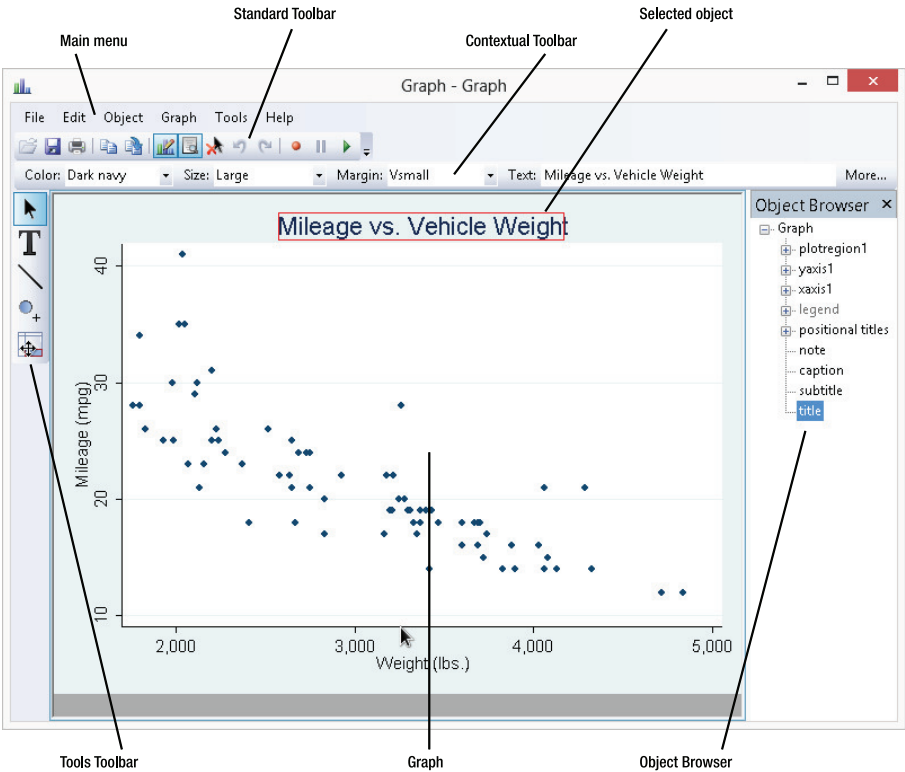 Standard Toolbar
Selected object
Main menu
Contextual Toolbar
Graph - Graph
File Edit Object Graph Tools Help
Color: Dark navy Size: Large Margin: Vsmall Text: Mileage vs. Vehicle Weight More...
Object Browser
Mileage vs. Vehicle Weight
Graph
plotregion1
yaxis1
xaxis1
legend
positional titles
note
caption
subtitle
title
T
Mileage (mpg)
40
30
20
10
2,000 3,000 4,000 5,000
Weight (lbs.)
Tools Toolbar
Graph
Object Browser